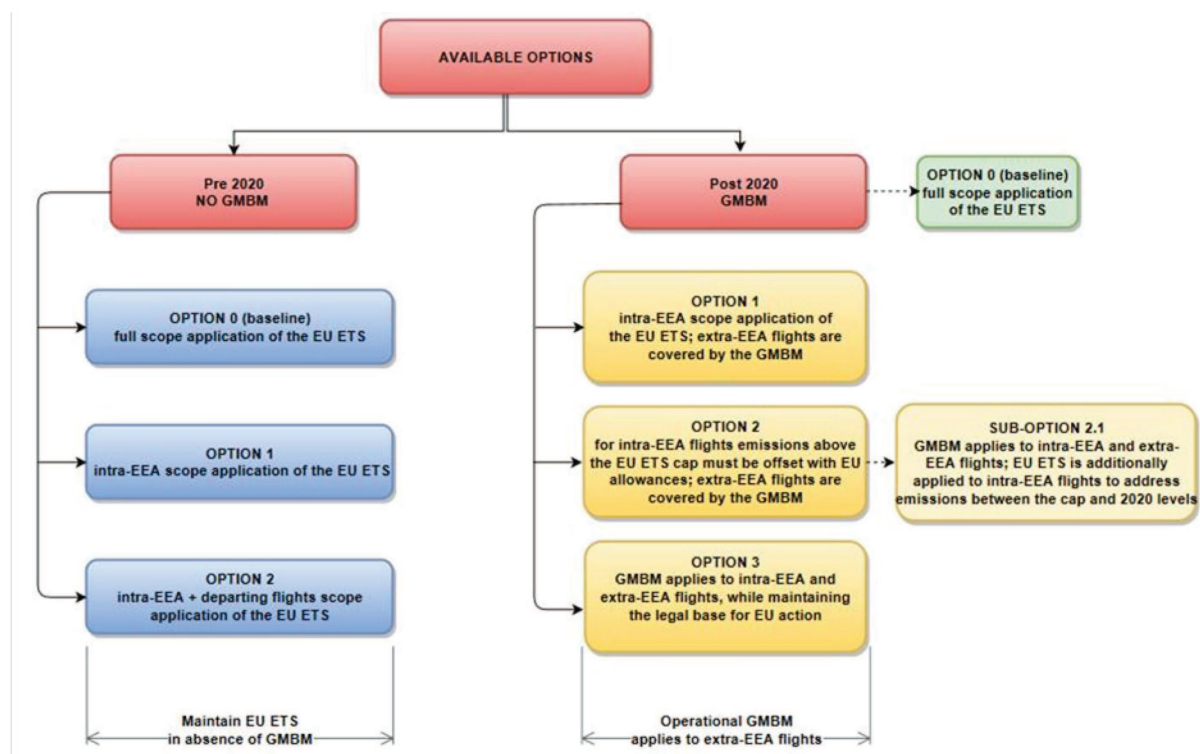 AVAILABLE OPTIONS
Pre 2020
NO GMBM
Post 2020
GMBM
OPTION 0 (baseline)
full scope application
of the EU ETS
OPTION 0 (baseline)
full scope application of the EU ETS
OPTION 1
intra-EEA scope application of the EU ETS
OPTION 2
intra-EEA + departing flights scope
application of the EU ETS
OPTION 1
intra-EEA scope application of
the EU ETS; extra-EEA flights are
covered by the GMBM
OPTION 2
for intra-EEA flights emissions above
the EU ETS cap must be offset with EU
allowances; extra-EEA flights are
covered by the GMBM
SUB-OPTION 2.1
GMBM applies to intra-EEA and extra-
EEA flights; EU ETS is additionally
applied to intra-EEA flights to address
emissions between the cap and 2020 levels
OPTION 3
GMBM applies to intra-EEA and
extra-EEA flights, while maintaining
the legal base for EU action
Maintain EU ETS
in absence of GMBM
Operational GMBM
applies to extra-EEA flights